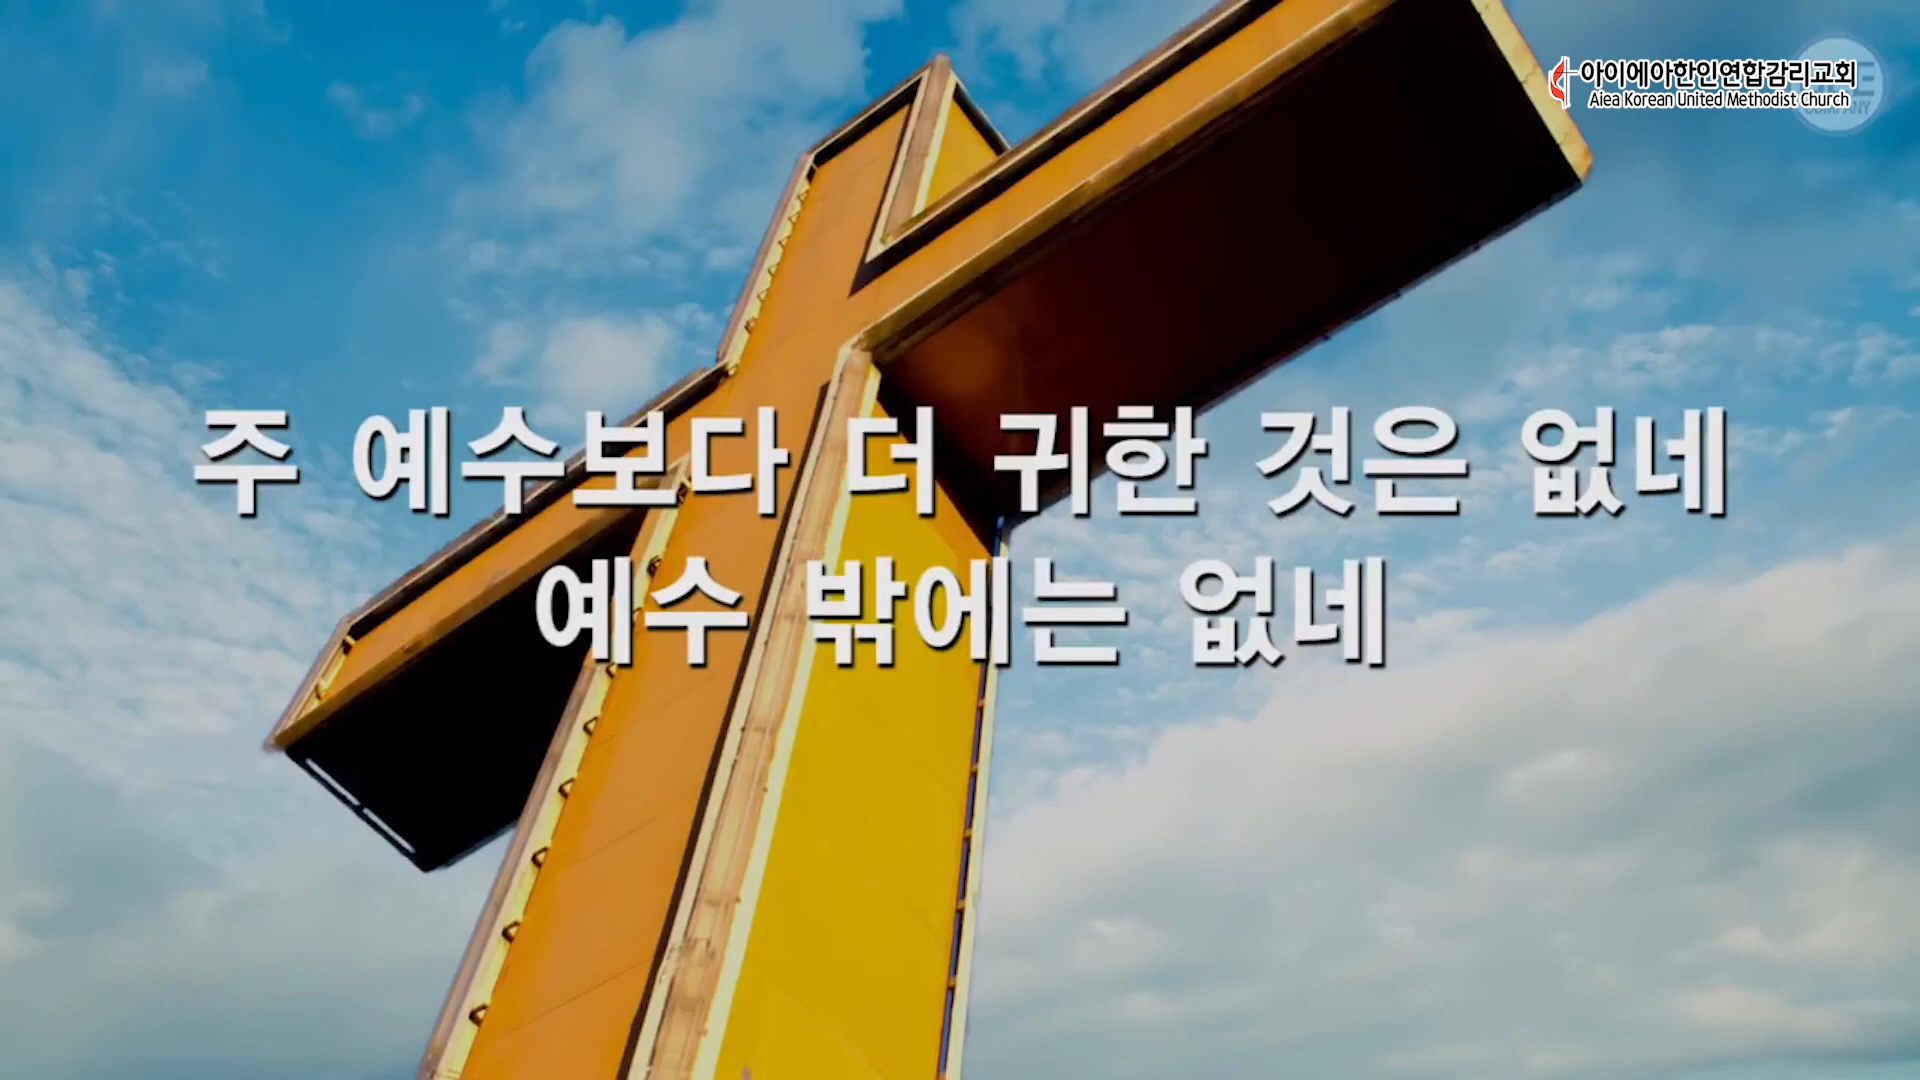 아이에아한인연합감리교회
Aiea Korean United Methodist Church
주 예수보다 더 귀한 것은 없네
예수 밖에는 없네